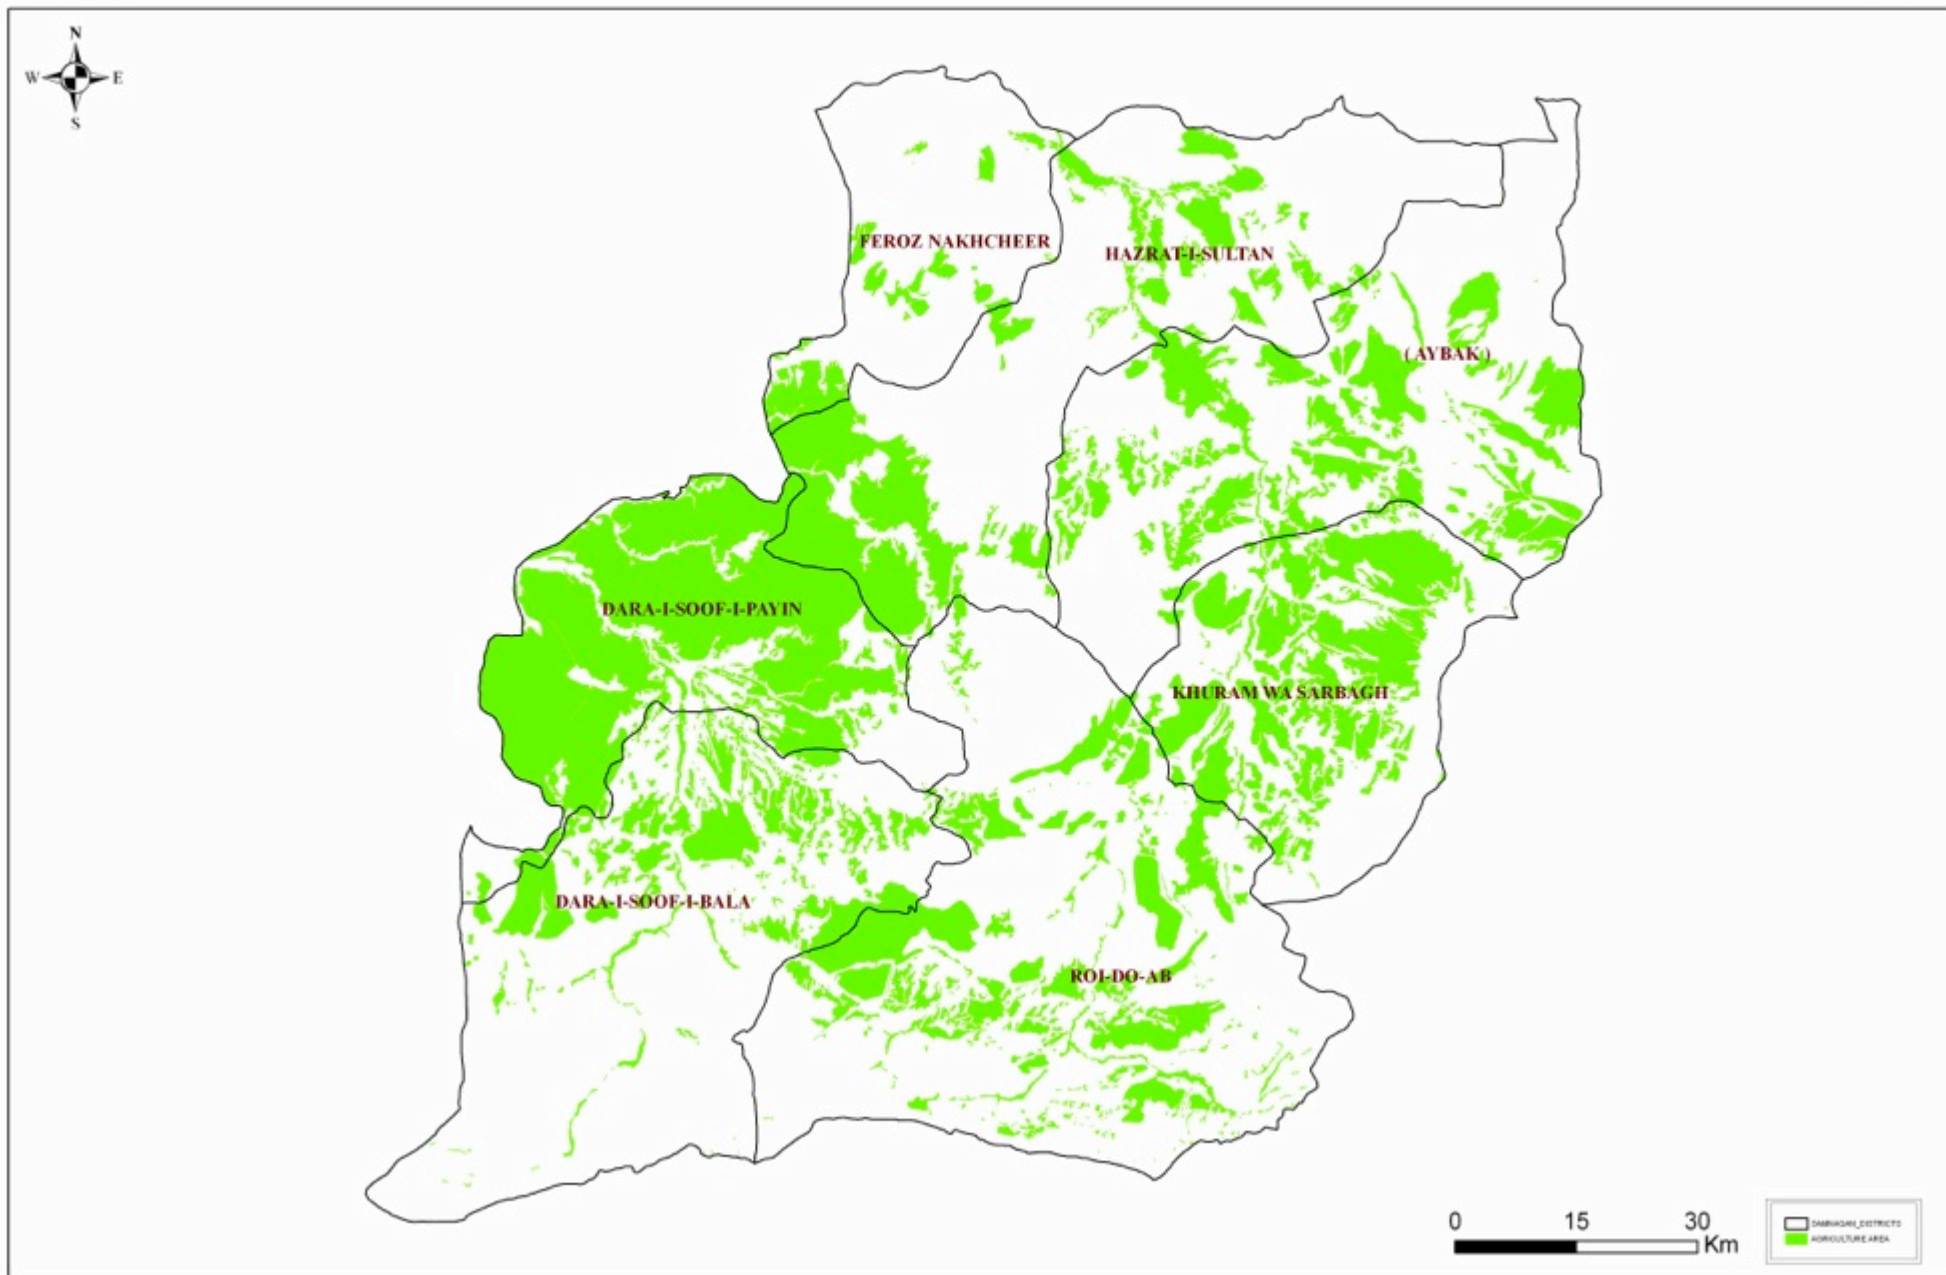 N
W E
S
FEROZ NAKHCHEER
HAZRAT-I-SULTAN
( AYBAK )
DARA-I-SOOF-I-PAYIN
KHURAM WA SARBAGH
DARA-I-SOOF-I-BALA
ROI-DO-AB
0 15 30
Km
SAMNAGAN_DISTRICTS
AGRICULTURE AREA